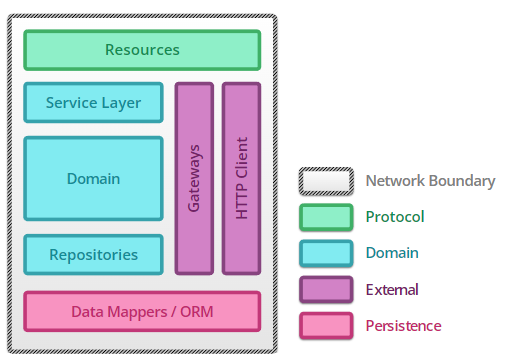 Resources
Service Layer
Domain
Repositories
Gateways
HTTP Client
Data Mappers / ORM
Network Boundary
Protocol
Domain
External
Persistence